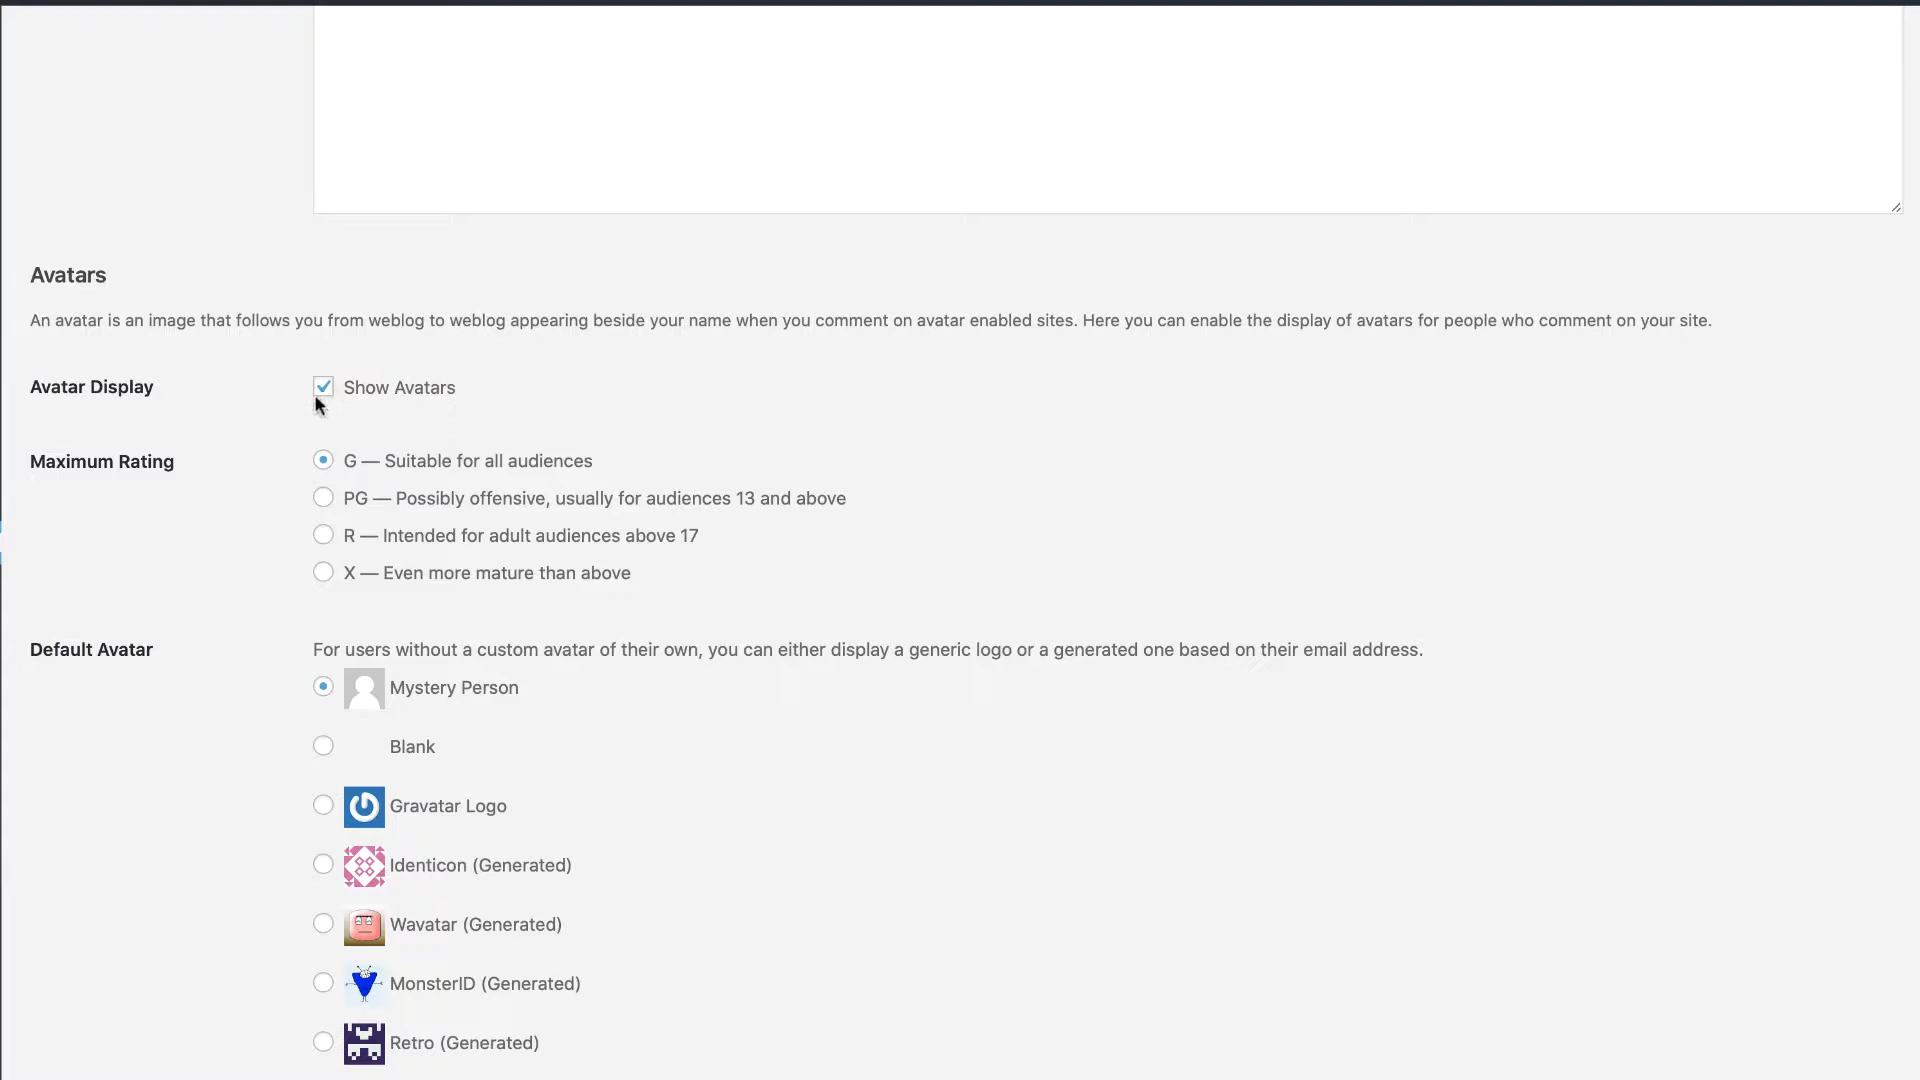 Avatars
An avatar is an image that follows you from weblog to weblog appearing beside your name when you comment on avatar enabled sites. Here you can enable the display of avatars for people who comment on your site.
Avatar Display
Show Avatars
Maximum Rating
G — Suitable for all audiences
PG — Possibly offensive, usually for audiences 13 and above
R — Intended for adult audiences above 17
X — Even more mature than above
Default Avatar
For users without a custom avatar of their own, you can either display a generic logo or a generated one based on their email address.
Mystery Person
Blank
Gravatar Logo
Identicon (Generated)
Wavatar (Generated)
MonsterID (Generated)
Retro (Generated)